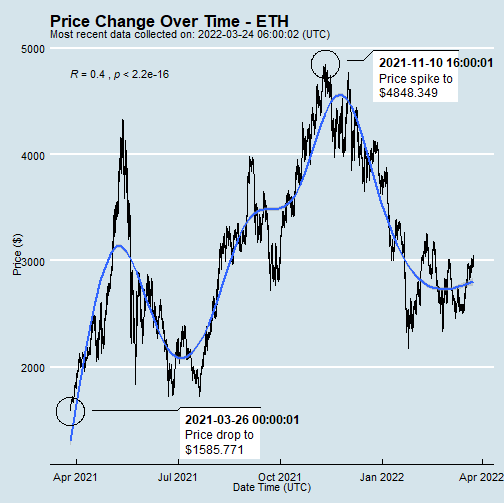 Price Change Over Time - ETH
Most recent data collected on: 2022-03-24 06:00:02 (UTC)
5000
R = 0.4 , p < 2.2e-16
2021-11-10 16:00:01
Price spike to
$4848.349
4000
Price ($)
3000
2000
2021-03-26 00:00:01
Price drop to
$1585.771
Apr 2021
Jul 2021
Oct 2021
Jan 2022
Apr 2022
Date Time (UTC)